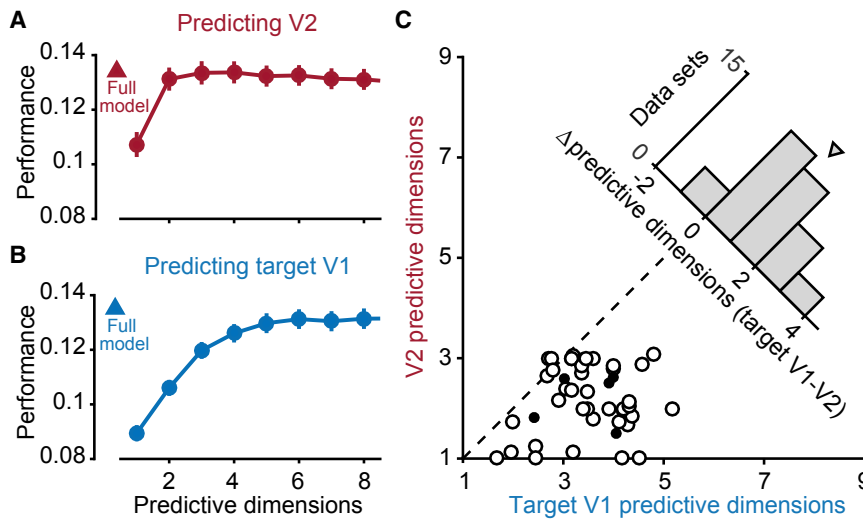 A
Predicting V2
0.14
0.12
0.1
0.08
Performance
Full
model
B
Predicting target V1
0.14
0.12
0.1
0.08
Performance
Full
model
2
4
6
8
Predictive dimensions
C
9
7
5
3
1
V2 predictive dimensions
1
3
5
7
9
Target V1 predictive dimensions
Data sets
0
15
-2
0
2
4
Δpredictive dimensions (target V1-V2)